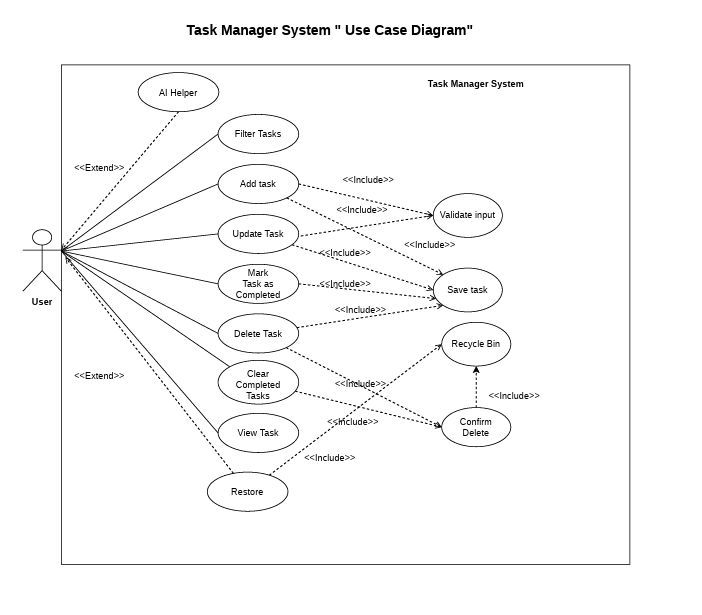 Task Manager System " Use Case Diagram"
Task Manager System
AI Helper
Filter Tasks
<<Extend>>
Add task
<<Include>>
Validate input
<<Include>>
Update Task
<<Include>>
<<Include>>
Mark
Task as
Completed
<<Include>>
Save task
User
<<Include>>
Delete Task
Recycle Bin
Clear
Completed
Tasks
<<Extend>>
<<Include>>
<<Include>>
<<Include>>
Confirm
Delete
View Task
<<Include>>
Restore